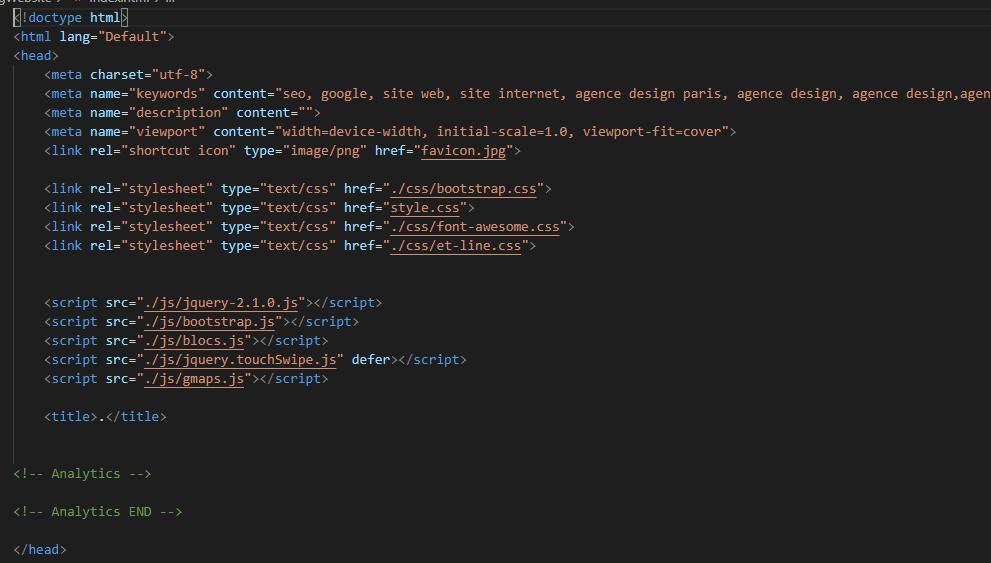 <!doctype html>
<html lang="Default">
<head>
    <meta charset="utf-8">
    <meta name="keywords" content="seo, google, site web, site internet, agence design paris, agence design, agence design,agen
    <meta name="description" content="">
    <meta name="viewport" content="width=device-width, initial-scale=1.0, viewport-fit=cover">
    <link rel="shortcut icon" type="image/png" href="favicon.jpg">
    <link rel="stylesheet" type="text/css" href="./css/bootstrap.css">
    <link rel="stylesheet" type="text/css" href="style.css">
    <link rel="stylesheet" type="text/css" href="./css/font-awesome.css">
    <link rel="stylesheet" type="text/css" href="./css/et-line.css">
    <script src="./js/jquery-2.1.0.js"></script>
    <script src="./js/bootstrap.js"></script>
    <script src="./js/blocs.js"></script>
    <script src="./js/jquery.touchSwipe.js" defer></script>
    <script src="./js/gmaps.js"></script>
    <title>.</title>
<!-- Analytics -->
<!-- Analytics END -->
</head>